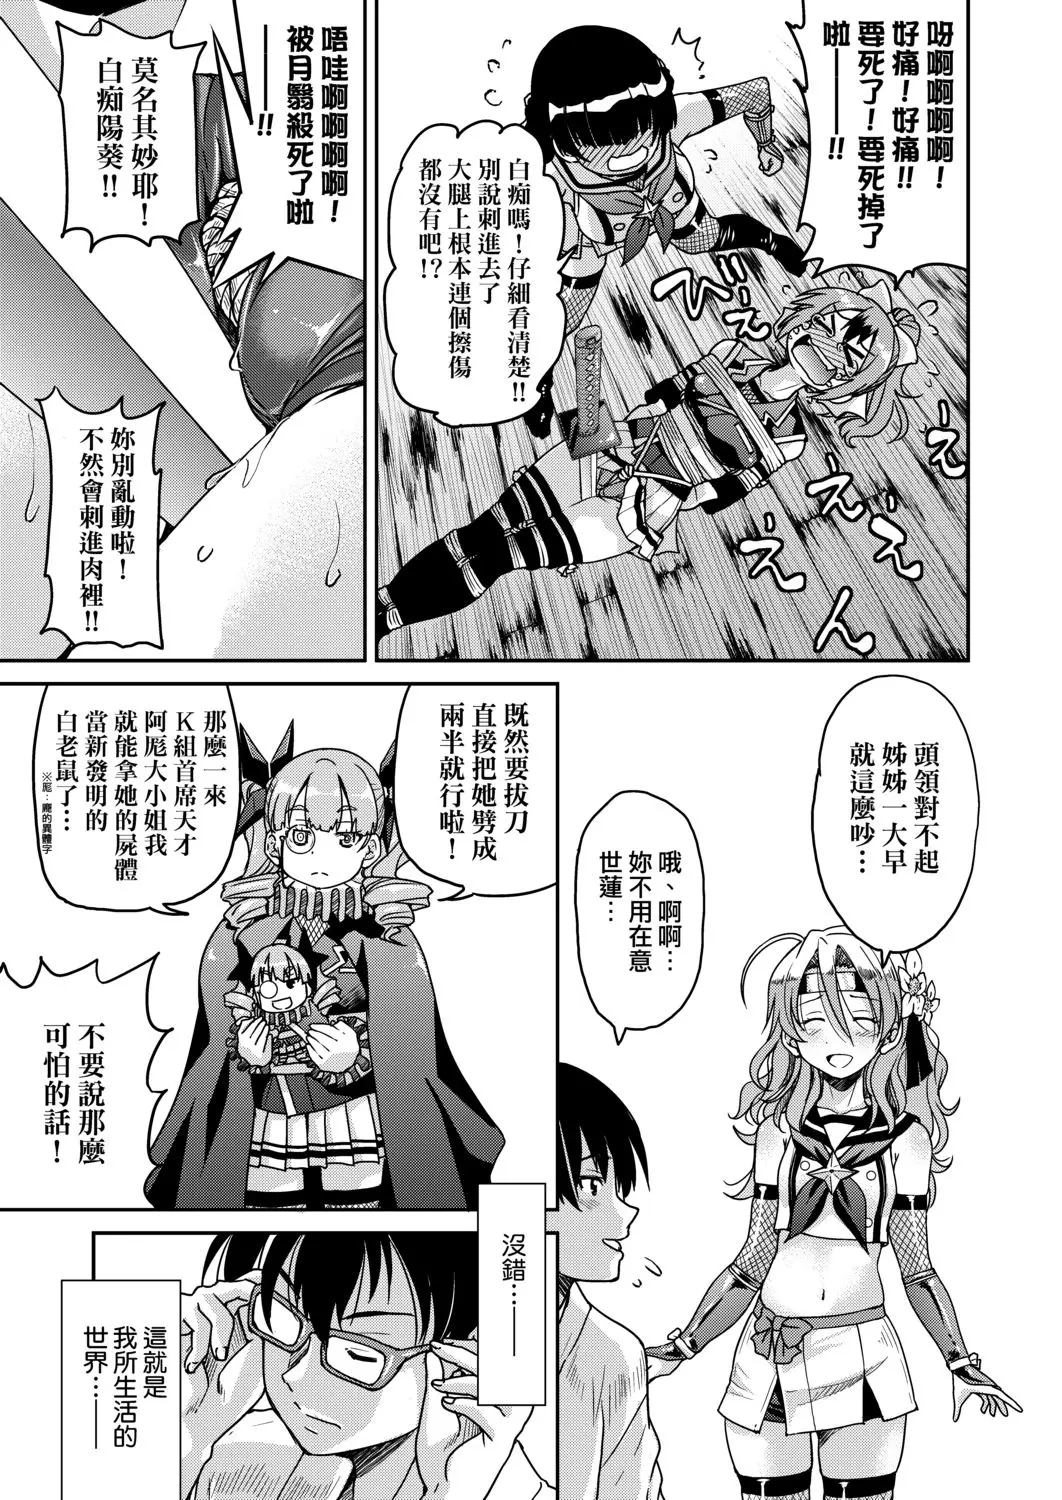 呀啊啊啊啊！
好痛！好痛!!
要死了！要死掉了
啦——!!
白痴嗎！仔細看清楚!!
別說刺進去了
大腿上根本連個擦傷
都沒有吧!?
びえぇえぇえん
唔哇啊啊啊啊！
被月翳殺死了啦
——!!
莫名其妙耶！
白痴陽葵!!
妳別亂動啦！
不然會刺進肉裡!!
頭領對不起
姊姊一大早
就這麼吵…
哦、啊啊…
妳不用在意
世蓮…
既然要拔刀
直接把她劈成
兩半就行啦！
那麼一來
K組首席天才
阿厖大小姐我
就能拿她的屍體
當新發明的
白老鼠了…
※厖：龐的異體字
不要說那麼
可怕的話！
沒錯…——
這就是
我所生活的
世界…——